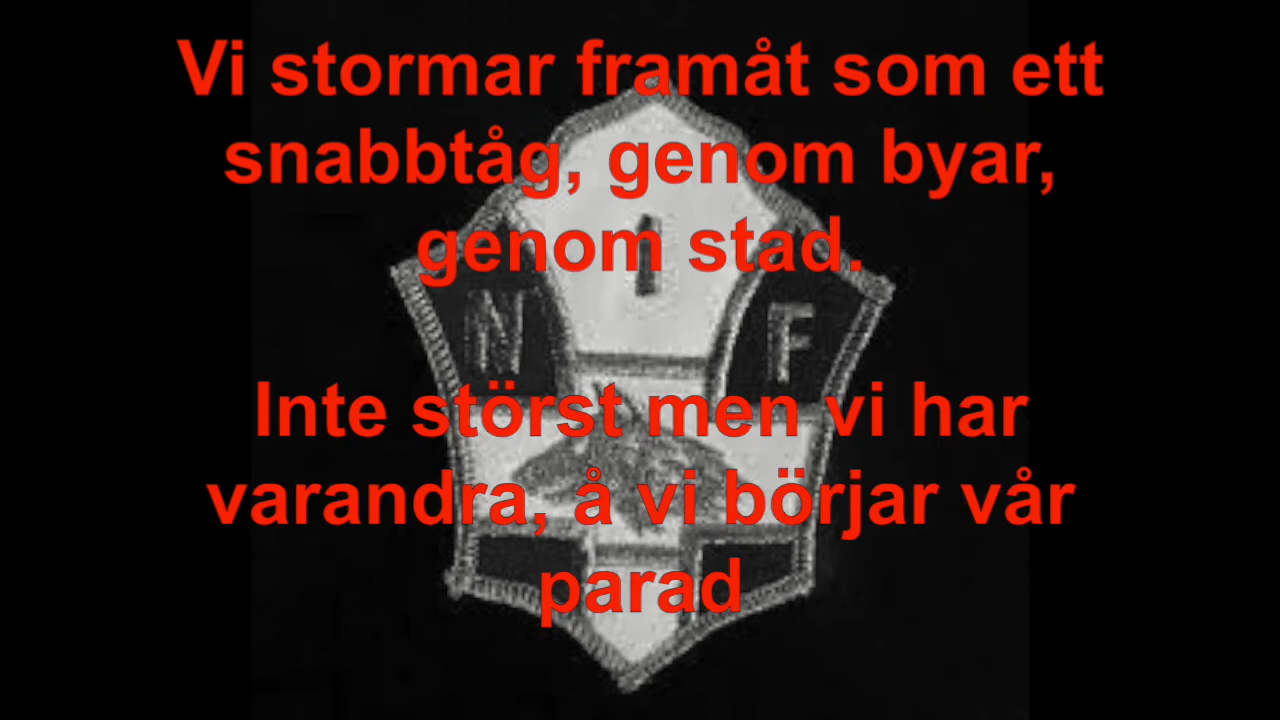 Vi stormar framåt som ett
snabbtåg, genom byar,
genom stad.
I
N F
Inte störst men vi har
varandra, å vi börjar vår
parad